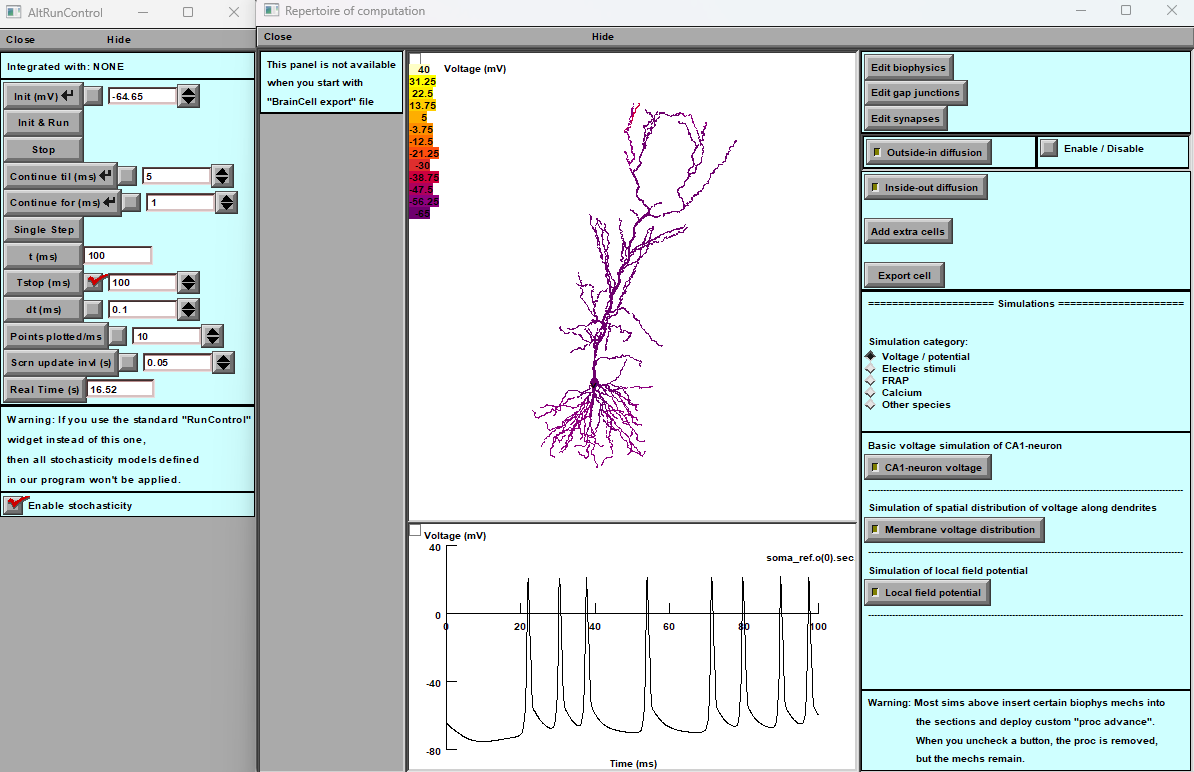 AltRunControl
Close Hide
Integrated with: NONE
Init (mV) -64.65
Init & Run
Stop
Continue til (ms) 5
Continue for (ms) 1
Single Step
t (ms) 100
Tstop (ms) 100
dt (ms) 0.1
Points plotted/ms 10
Scrn update invl (s) 0.05
Real Time (s) 16.52
Warning: If you use the standard "RunControl"
widget instead of this one,
then all stochasticity models defined
in our program won't be applied.
Enable stochasticity
Repertoire of computation
Close Hide
This panel is not available
when you start with
"BrainCell export" file
Voltage (mV)
40
31.25
22.5
13.75
5
-3.75
-12.5
-21.25
-30
-38.75
-47.5
-56.25
-65
Voltage (mV)
soma_ref.o(0).sec
40
0
-40
-80
0 20 40 60 80 100
Time (ms)
Edit biophysics
Edit gap junctions
Edit synapses
Outside-in diffusion
Enable / Disable
Inside-out diffusion
Add extra cells
Export cell
===================== Simulations =====================
Simulation category:
Voltage / potential
Electric stimuli
FRAP
Calcium
Other species
Basic voltage simulation of CA1-neuron
CA1-neuron voltage
Simulation of spatial distribution of voltage along dendrites
Membrane voltage distribution
Simulation of local field potential
Local field potential
Warning: Most sims above insert certain biophys mechs into
the sections and deploy custom "proc advance".
When you uncheck a button, the proc is removed,
but the mechs remain.